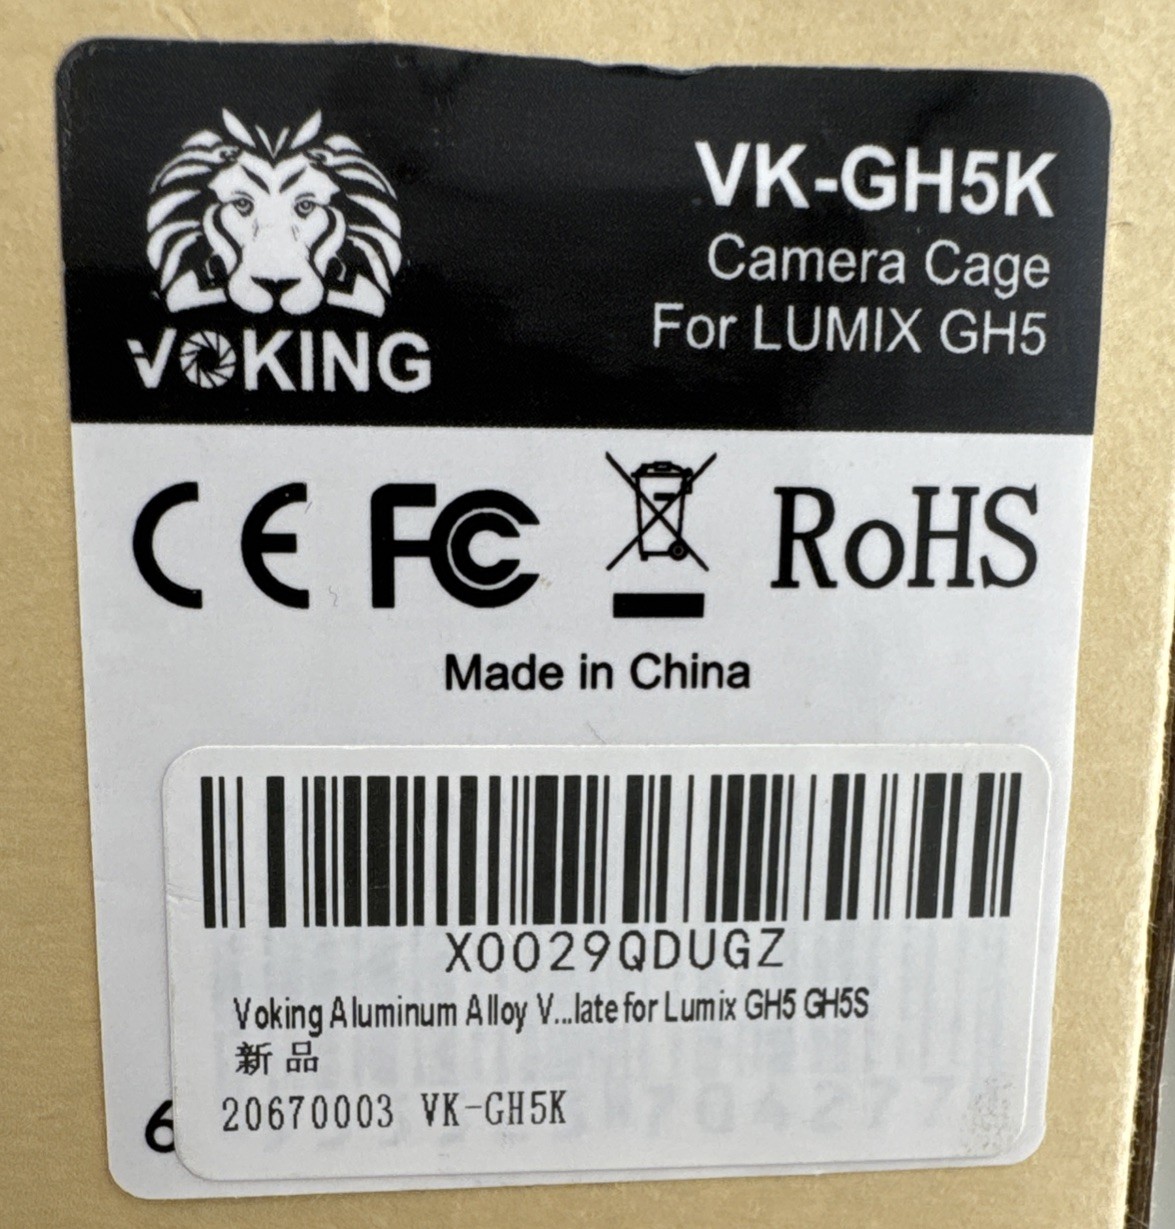 VOKING
VK-GH5K
Camera Cage
For LUMIX GH5
CE FC RoHS
Made in China
X0029QDUGZ
Voking Aluminum Alloy V...late for Lumix GH5 GH5S
新品
20670003 VK-GH5K
6